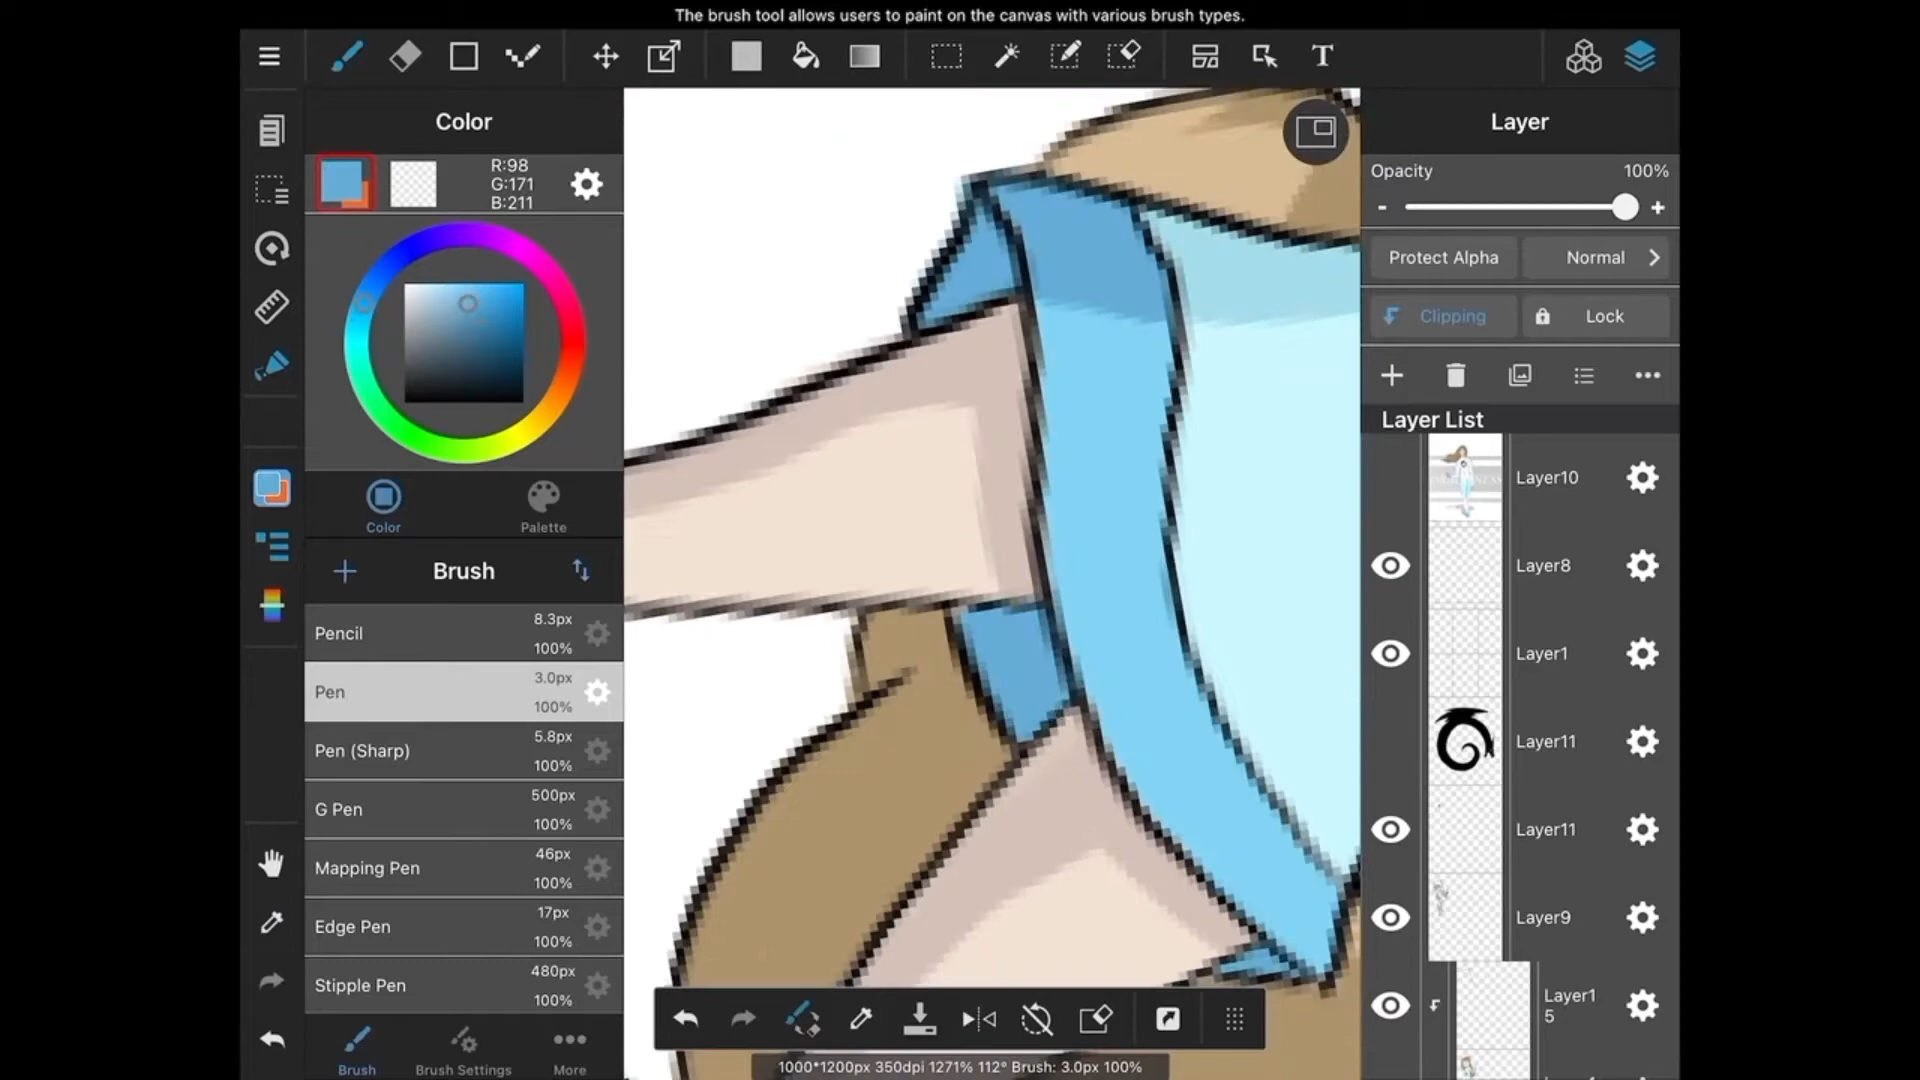 The brush tool allows users to paint on the canvas with various brush types.
Color
R:98
G:171
B:211
Color
Palette
Brush
Pencil
8.3px
100%
Pen
3.0px
100%
Pen (Sharp)
5.8px
100%
G Pen
500px
100%
Mapping Pen
46px
100%
Edge Pen
17px
100%
Stipple Pen
480px
100%
Brush
Brush Settings
More
T
1000*1200px 350dpi 1271% 112° Brush: 3.0px 100%
Layer
Opacity
100%
- +
Protect Alpha
Normal
Clipping
Lock
Layer List
Layer10
Layer8
Layer1
Layer11
Layer11
Layer9
Layer1
5